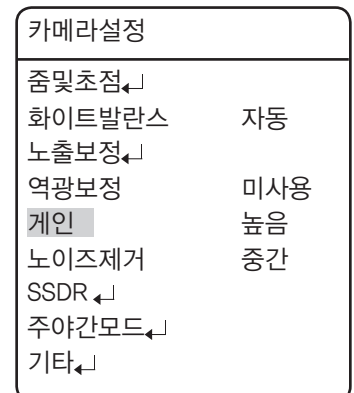 카메라설정
줌및초점↵
화이트발란스 자동
노출보정↵
역광보정 미사용
게인 높음
노이즈제거 중간
SSDR ↵
주야간모드↵
기타↵